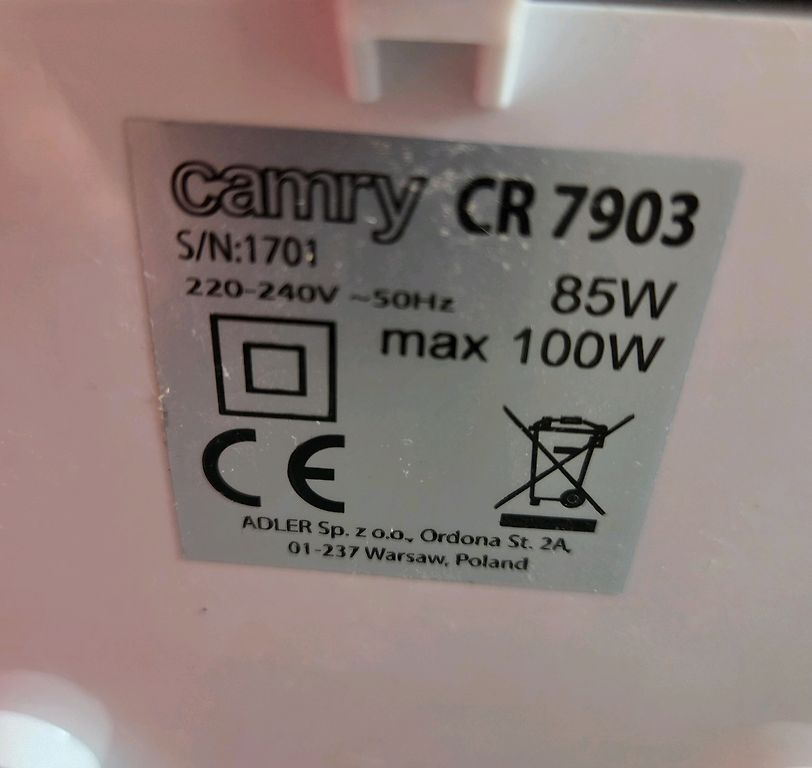 camry CR 7903
S/N:1701
220-240V ~50Hz 85W
max 100W
CE
ADLER Sp. z o.o., Ordona St. 2A,
01-237 Warsaw, Poland